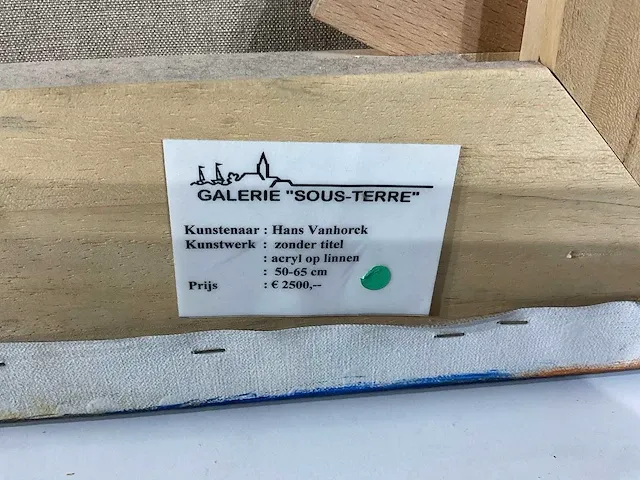 GALERIE "SOUS-TERRE"
Kunstenaar : Hans Vanhorck
Kunstwerk : zonder titel
: acryl op linnen
: 50-65 cm
Prijs : € 2500,--